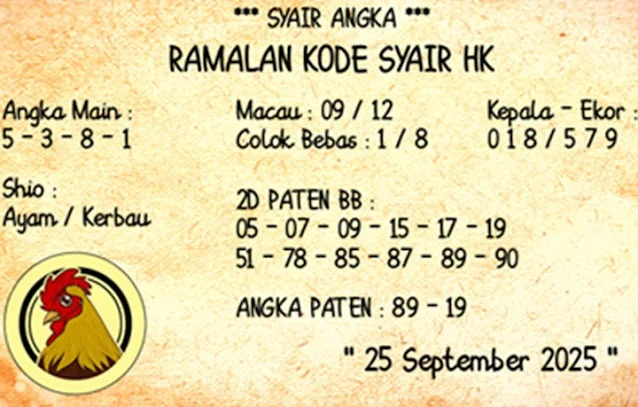 *** SYAIR ANGKA ***
RAMALAN KODE SYAIR HK
Angka Main :
5 - 3 - 8 - 1
Macau : 09 / 12
Colok Bebas : 1 / 8
Kepala - Ekor :
0 1 8 / 5 7 9
Shio :
Ayam / Kerbau
2D PATEN BB :
05 - 07 - 09 - 15 - 17 - 19
51 - 78 - 85 - 87 - 89 - 90
ANGKA PATEN : 89 - 19
" 25 September 2025 "